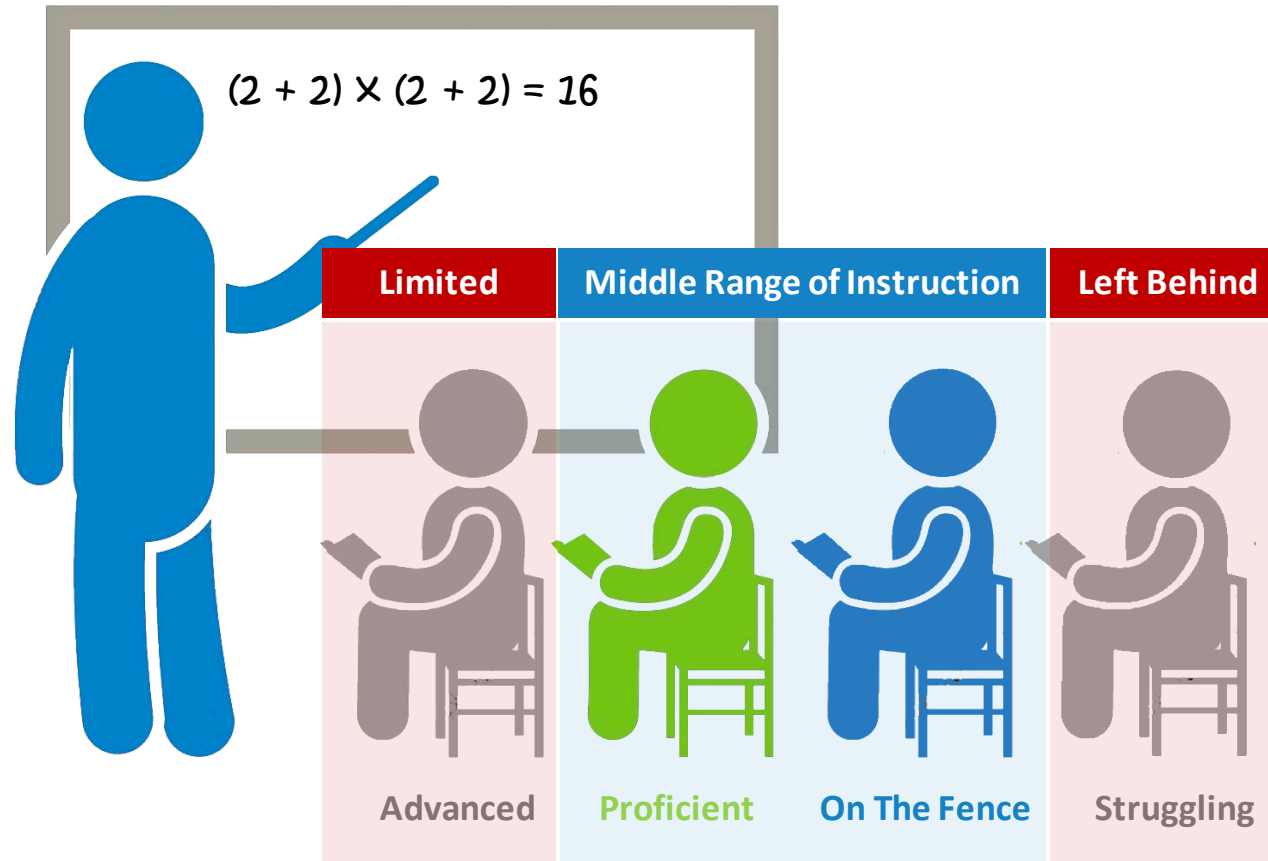 (2 + 2) X (2 + 2) = 16
Limited
Middle Range of Instruction
Left Behind
Advanced
Proficient
On The Fence
Struggling